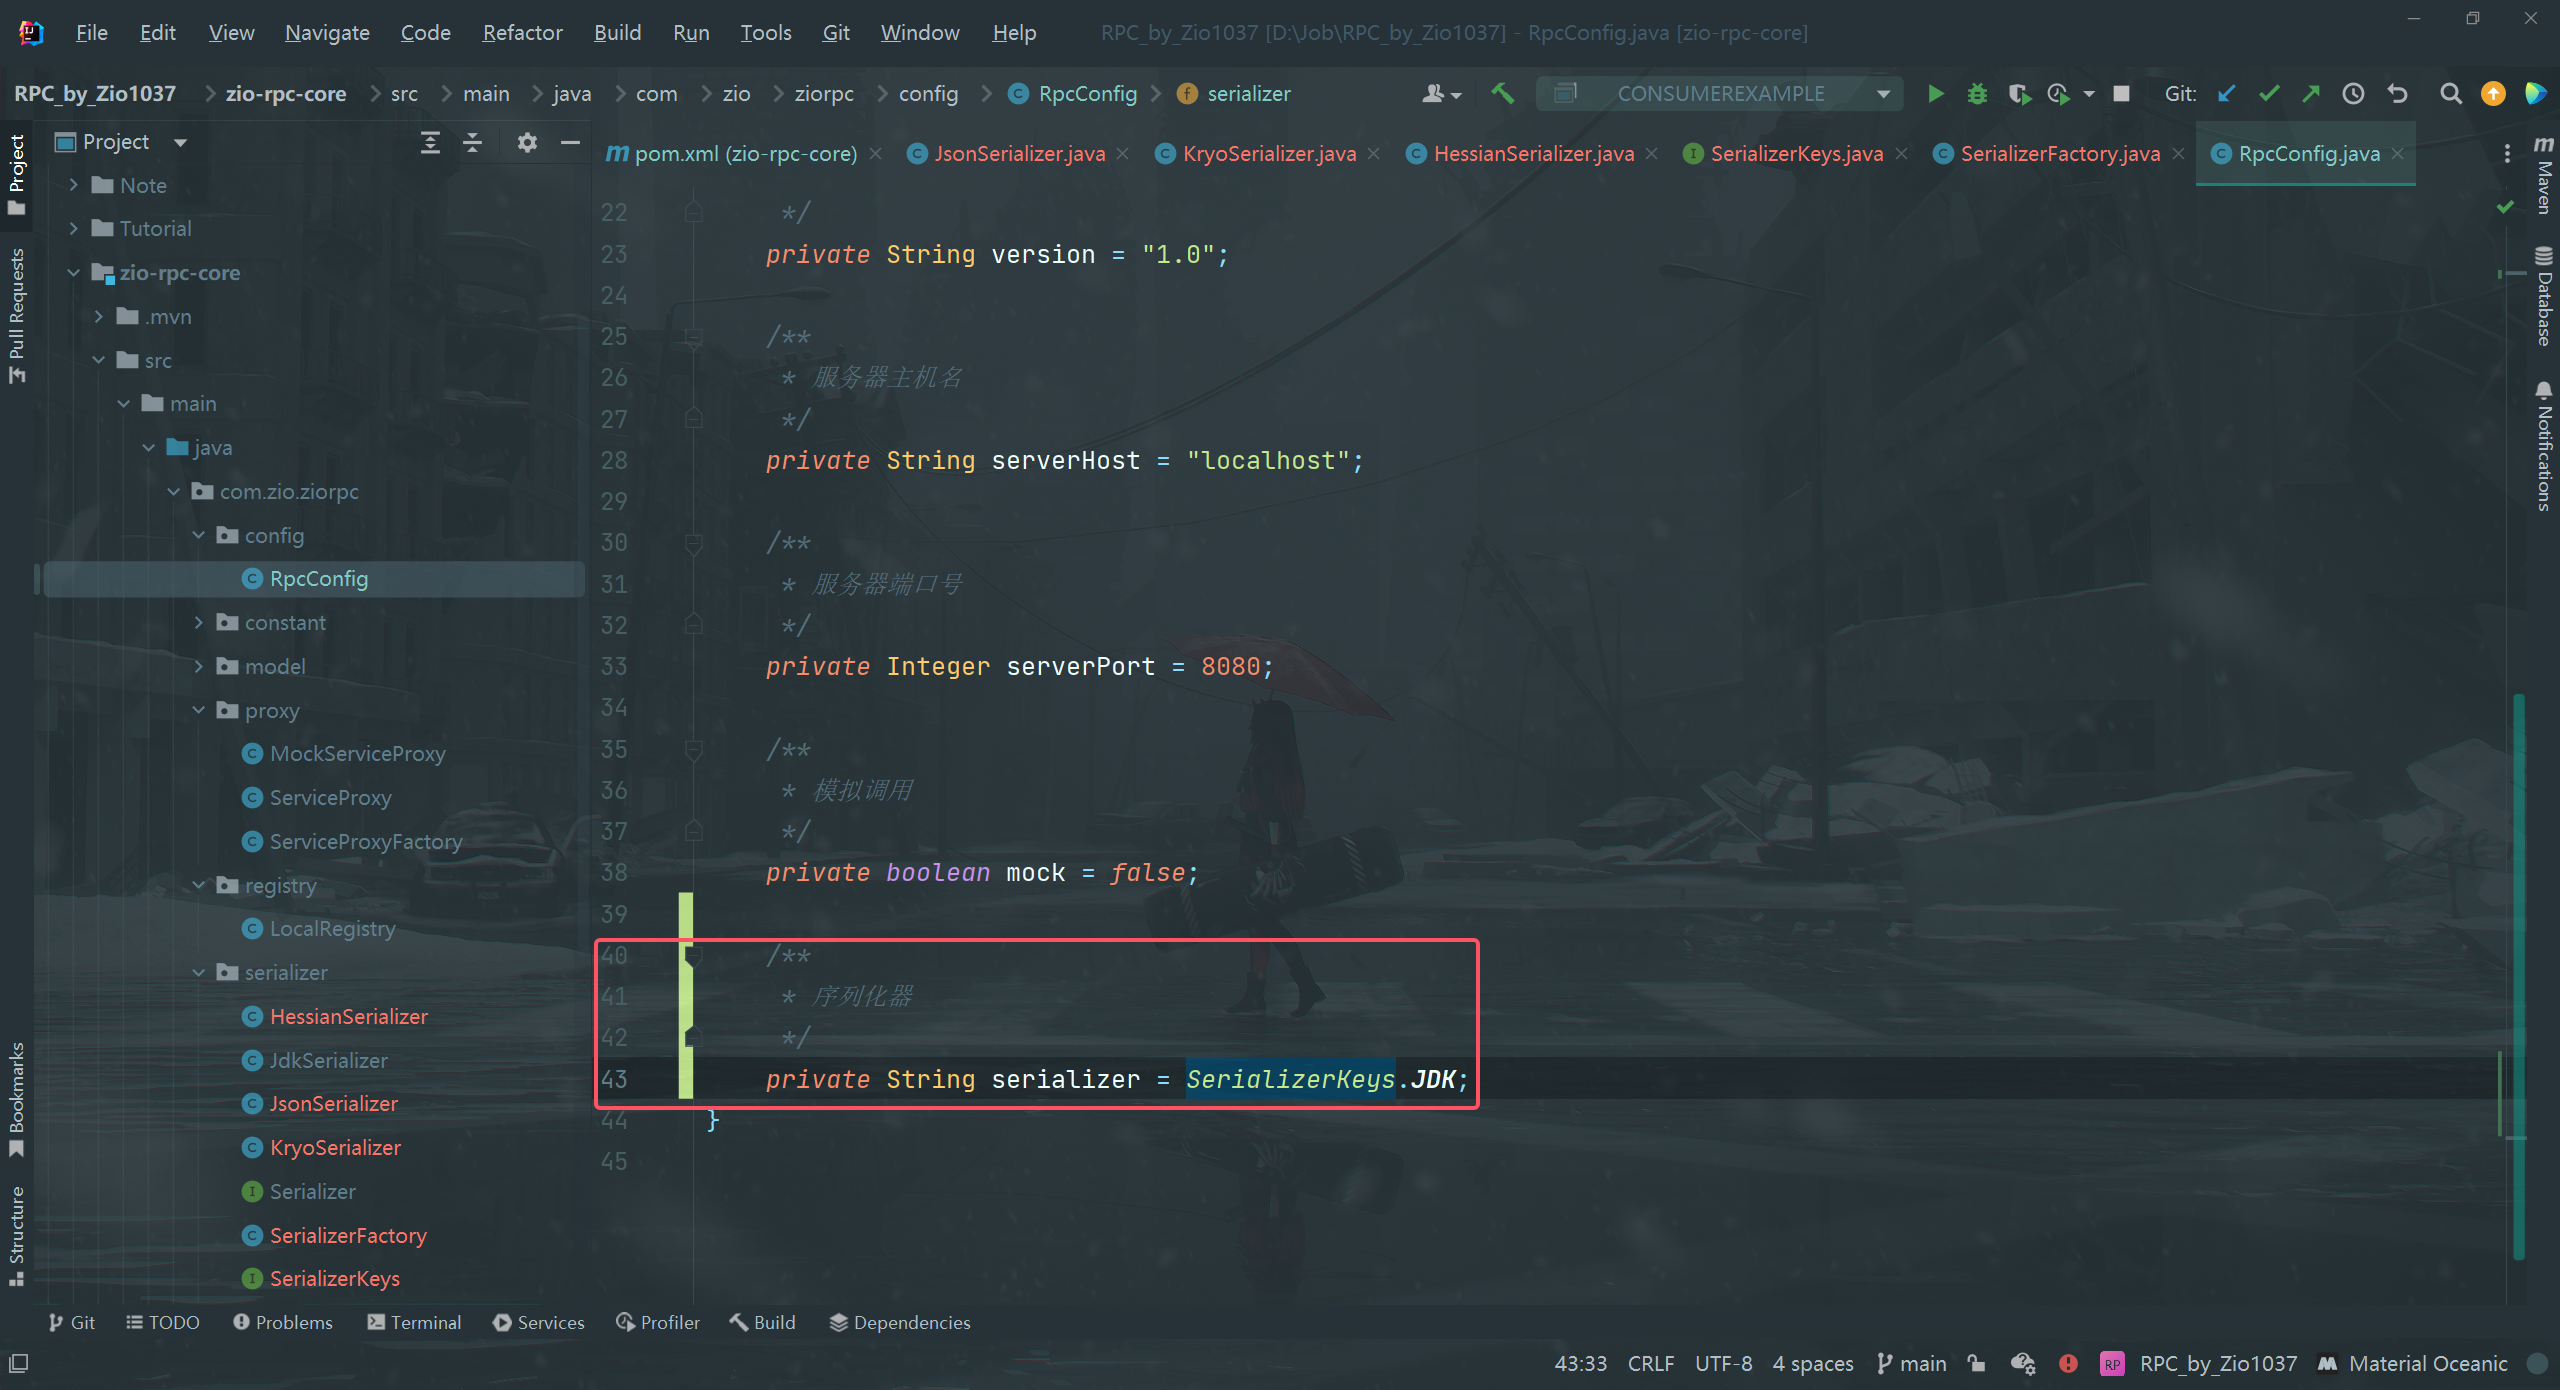 File Edit View Navigate Code Refactor Build Run Tools Git Window Help RPC_by_Zio1037 [D:\Job\RPC_by_Zio1037] - RpcConfig.java [zio-rpc-core]
RPC_by_Zio1037 zio-rpc-core src main java com zio ziorpc config RpcConfig serializer CONSUMEREXAMPLE Git:
Project
pom.xml (zio-rpc-core) JsonSerializer.java KryoSerializer.java HessianSerializer.java SerializerKeys.java SerializerFactory.java RpcConfig.java
Project
Pull Requests
Bookmarks
Structure
Note
Tutorial
zio-rpc-core
.mvn
src
main
java
com.zio.ziorpc
config
RpcConfig
constant
model
proxy
MockServiceProxy
ServiceProxy
ServiceProxyFactory
registry
LocalRegistry
serializer
HessianSerializer
JdkSerializer
JsonSerializer
KryoSerializer
Serializer
SerializerFactory
SerializerKeys
22 */
23 private String version = "1.0";
24
25 /**
26 * 服务器主机名
27 */
28 private String serverHost = "localhost";
29
30 /**
31 * 服务器端口号
32 */
33 private Integer serverPort = 8080;
34
35 /**
36 * 模拟调用
37 */
38 private boolean mock = false;
39
40 /**
41 * 序列化器
42 */
43 private String serializer = SerializerKeys.JDK;
44 }
45
Maven
Database
Notifications
Git TODO Problems Terminal Services Profiler Build Dependencies
43:33 CRLF UTF-8 4 spaces main RP RPC_by_Zio1037 Material Oceanic